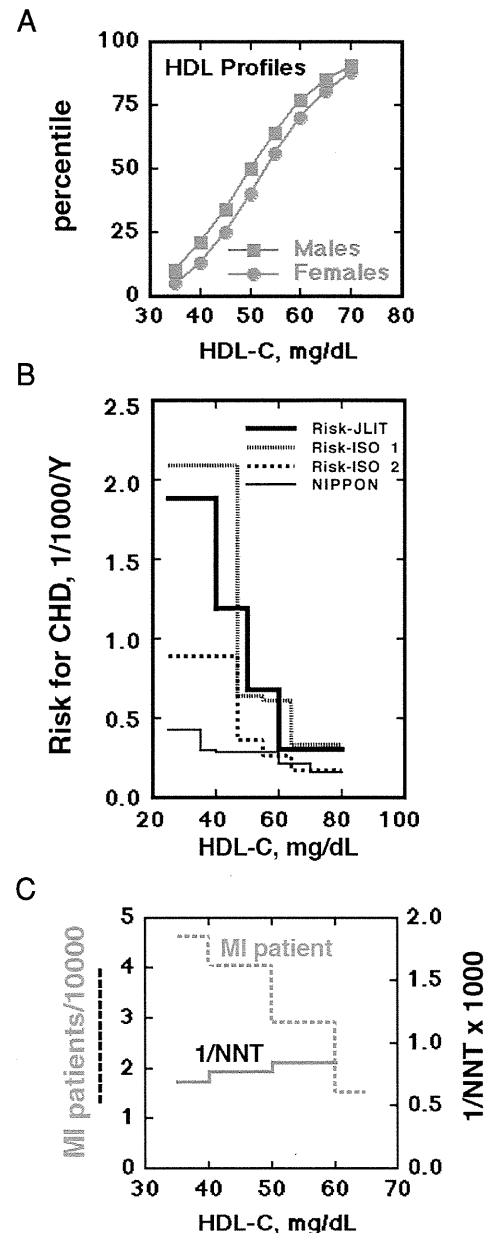 A
HDL Profiles
percentile
100
75
50
25
0
Males
Females
30 40 50 60 70 80
HDL-C, mg/dL
B
Risk for CHD, 1/1000/Y
2.5
2.0
1.5
1.0
0.5
0.0
Risk-JLIT
Risk-ISO 1
Risk-ISO 2
NIPPON
20 40 60 80 100
HDL-C, mg/dL
C
MI patients/10000
5
4
3
2
1
0
MI patient
1/NNT
2.0
1.5
1.0
0.5
0.0
1/NNT x 1000
30 40 50 60 70
HDL-C, mg/dL